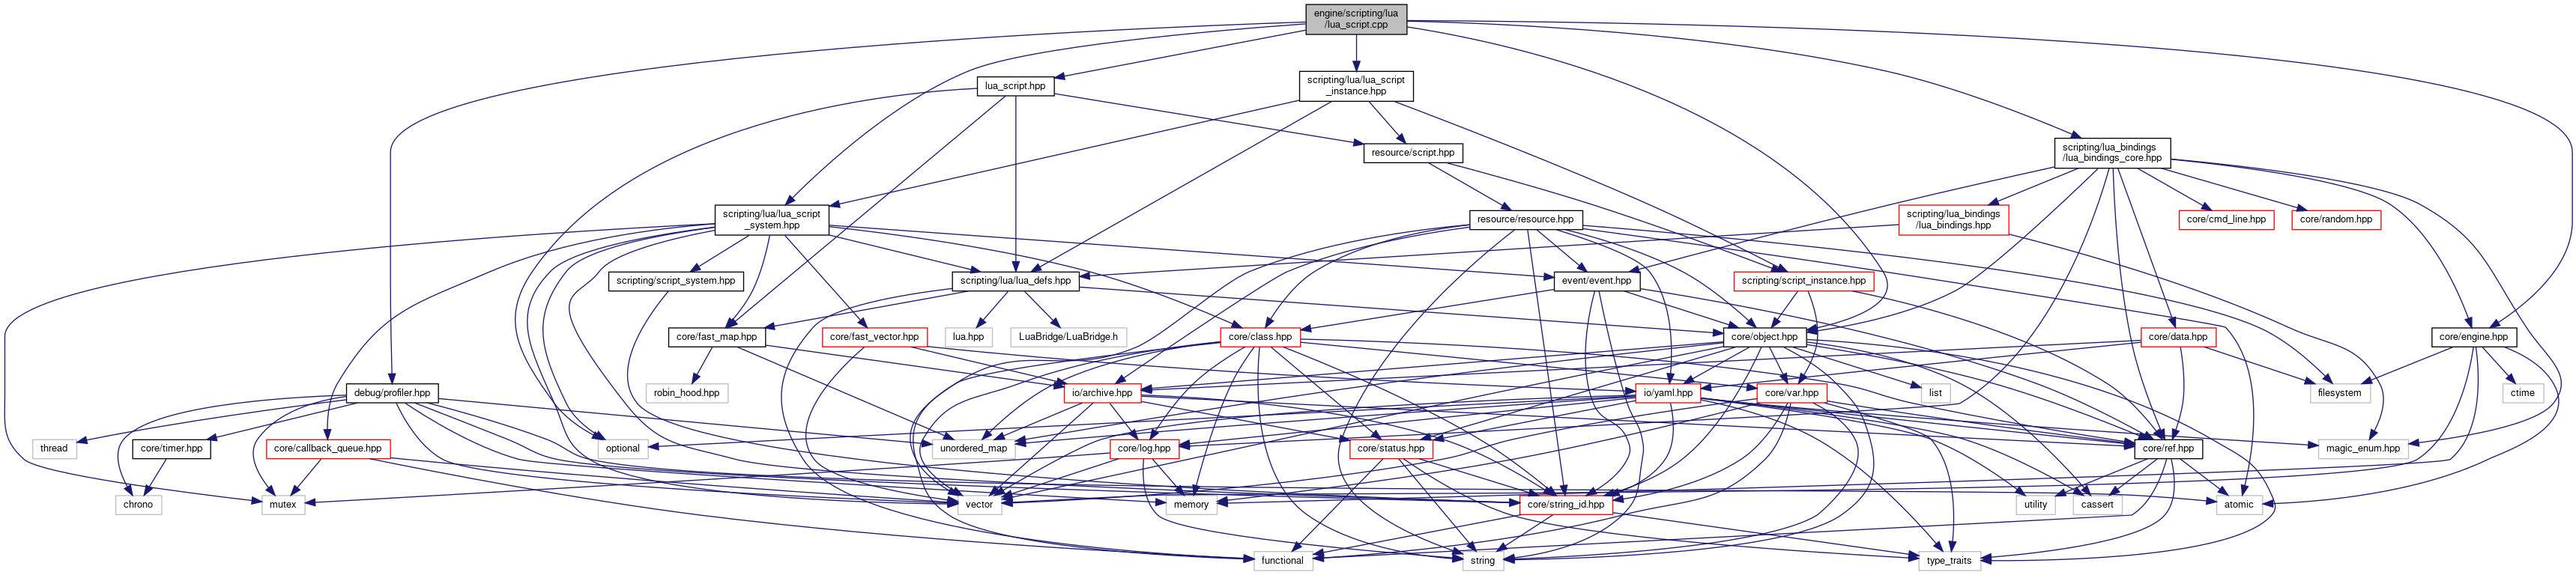 engine/scripting/lua
/lua_script.cpp
lua_script.hpp
scripting/lua/lua_script
_instance.hpp
resource/script.hpp
scripting/lua_bindings
/lua_bindings_core.hpp
scripting/lua/lua_script
_system.hpp
resource/resource.hpp
scripting/lua_bindings
/lua_bindings.hpp
core/cmd_line.hpp
core/random.hpp
scripting/script_system.hpp
scripting/lua/lua_defs.hpp
event/event.hpp
scripting/script_instance.hpp
core/fast_map.hpp
core/fast_vector.hpp
lua.hpp
LuaBridge/LuaBridge.h
core/class.hpp
core/object.hpp
core/data.hpp
core/engine.hpp
debug/profiler.hpp
robin_hood.hpp
io/archive.hpp
io/yaml.hpp
core/var.hpp
list
filesystem
ctime
thread
core/timer.hpp
core/callback_queue.hpp
optional
unordered_map
core/log.hpp
core/status.hpp
core/ref.hpp
magic_enum.hpp
chrono
mutex
vector
memory
core/string_id.hpp
utility
cassert
atomic
functional
string
type_traits